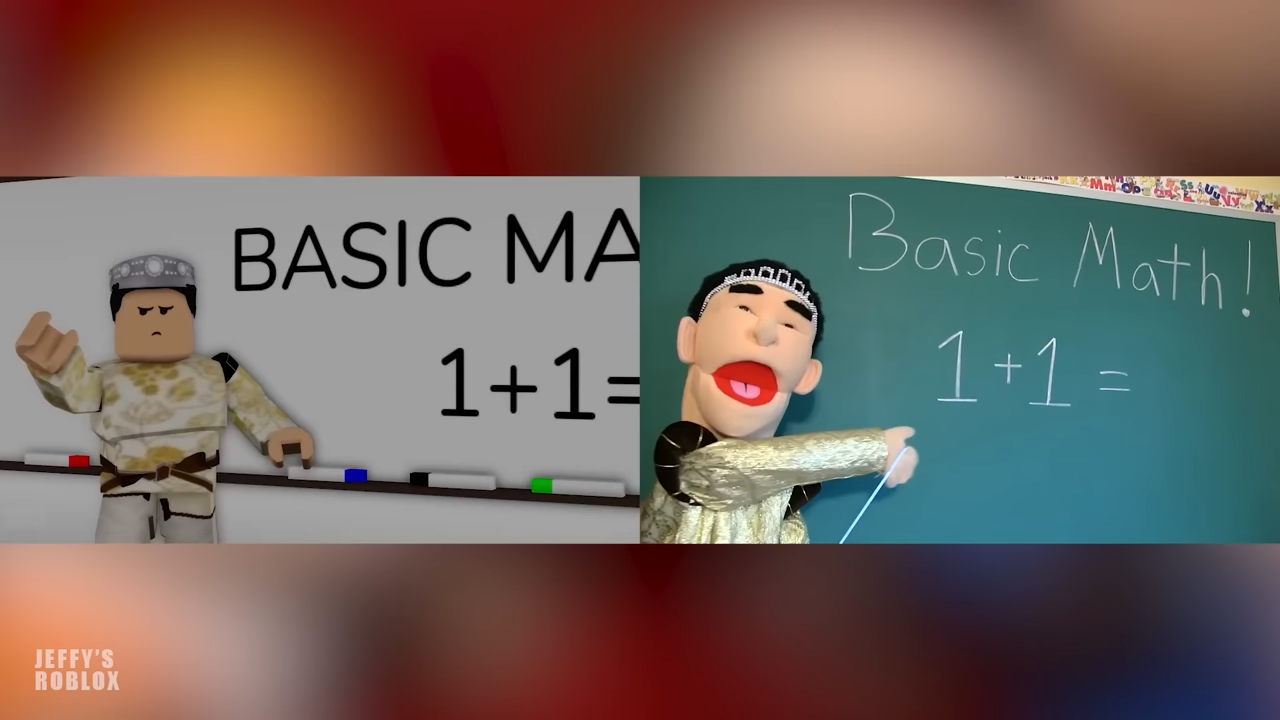 BASIC MA
1+1=
Basic Math!
1+1=
JEFFY'S
ROBLOX